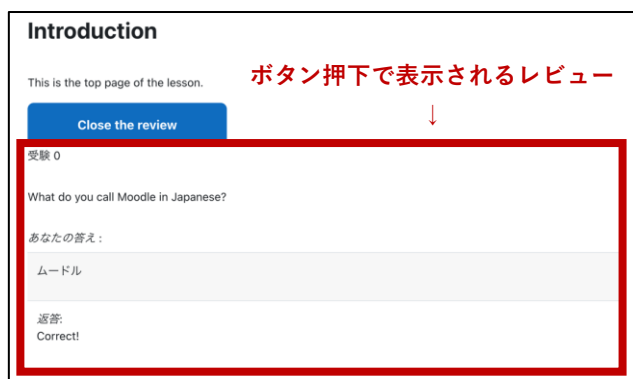 Introduction
This is the top page of the lesson.
ボタン押下で表示されるレビュー
↓
Close the review
受験 0
What do you call Moodle in Japanese?
あなたの答え :
ムードル
返答:
Correct!